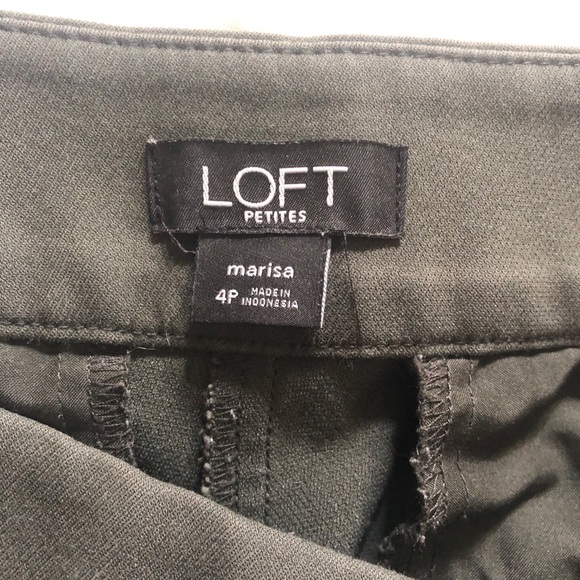 LOFT
PETITES
marisa
4P MADE IN
INDONESIA